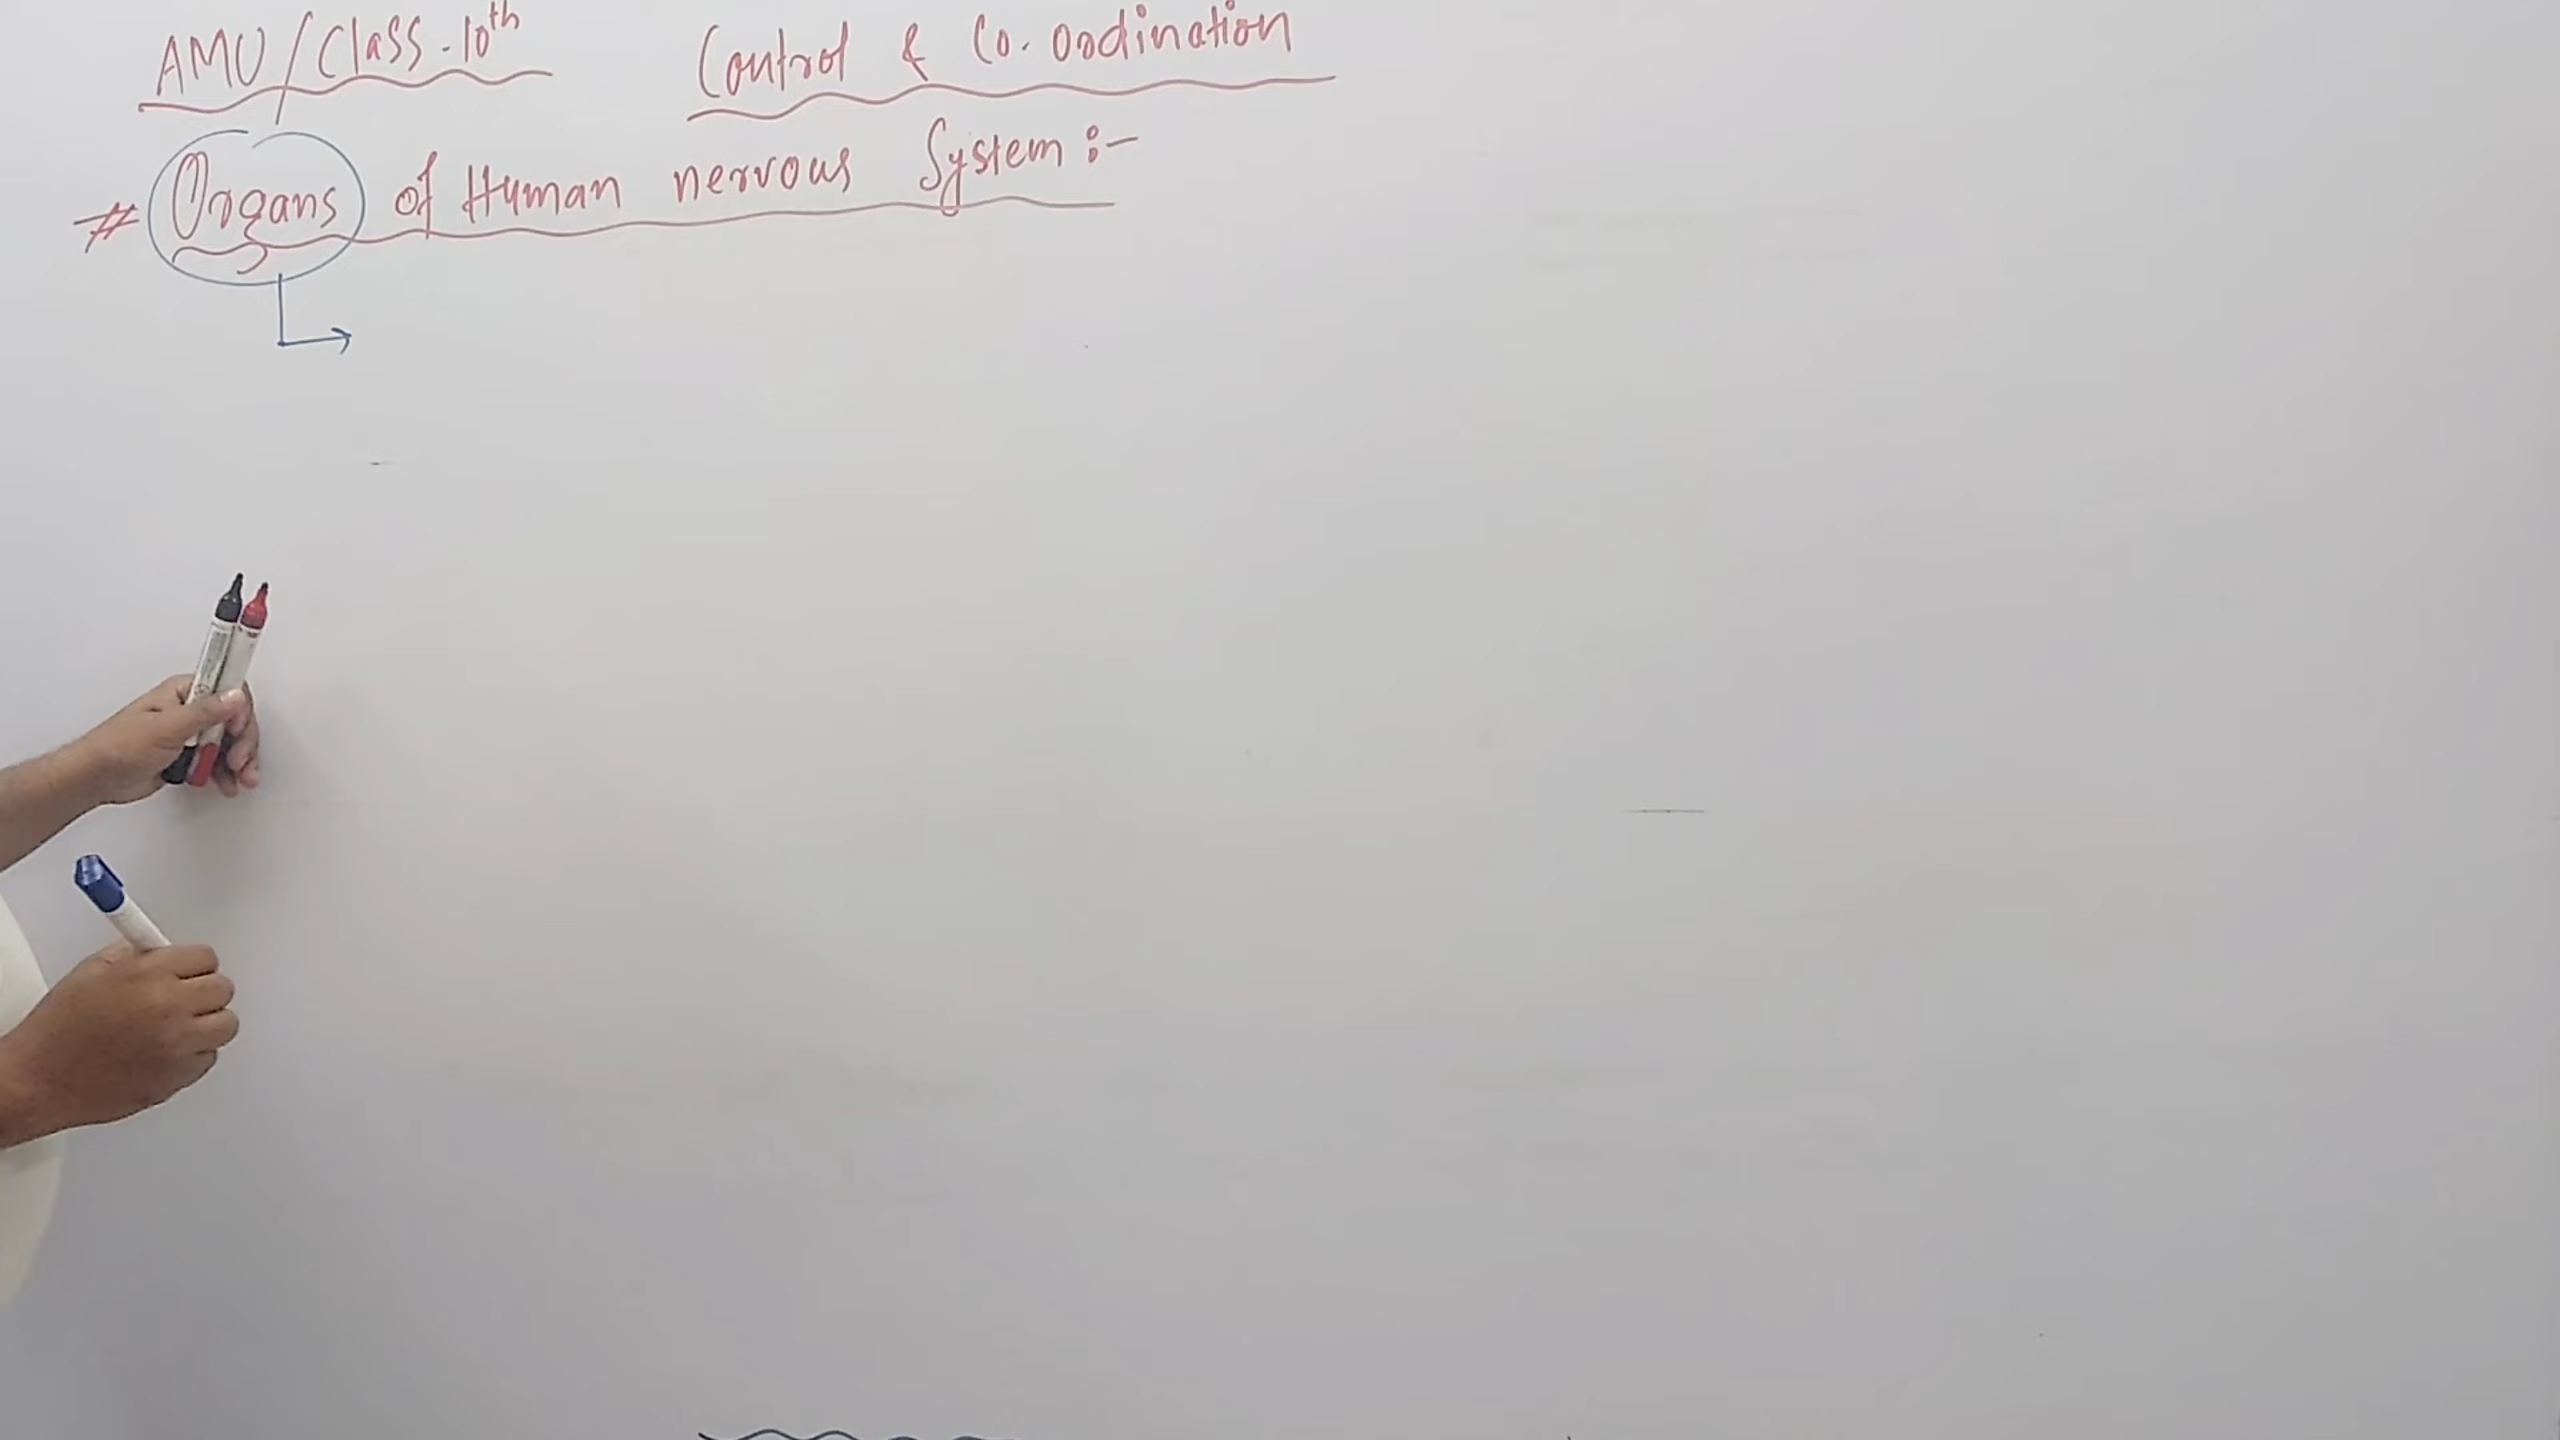 AMU/Class-10th
Control & Co-ordination
# Organs of Human nervous System:-